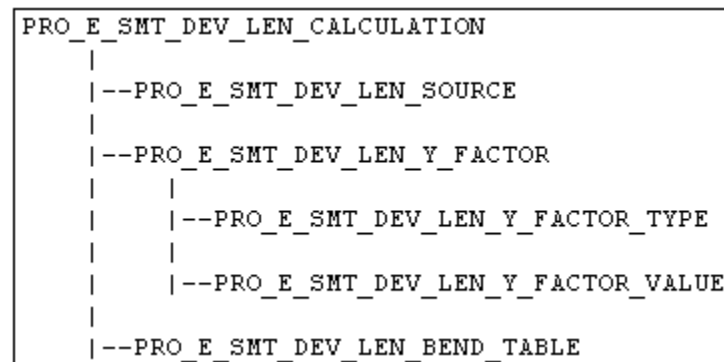 PRO_E_SMT_DEV_LEN_CALCULATION
|
|--PRO_E_SMT_DEV_LEN_SOURCE
|
|--PRO_E_SMT_DEV_LEN_Y_FACTOR
| |
| |--PRO_E_SMT_DEV_LEN_Y_FACTOR_TYPE
| |
| |--PRO_E_SMT_DEV_LEN_Y_FACTOR_VALUE
|
|--PRO_E_SMT_DEV_LEN_BEND_TABLE